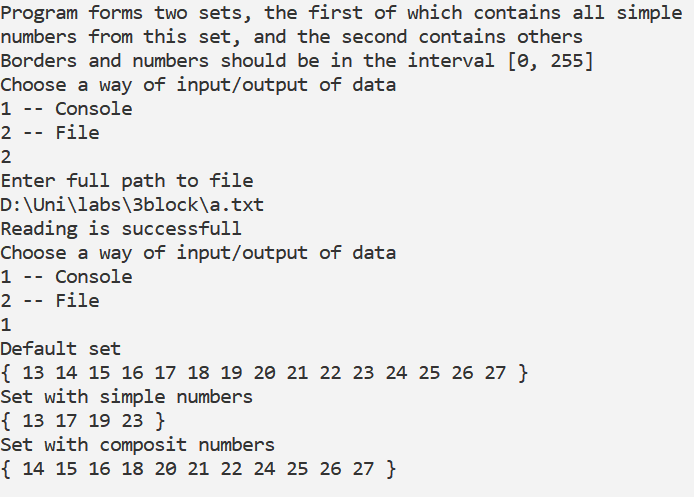 Program forms two sets, the first of which contains all simple
numbers from this set, and the second contains others
Borders and numbers should be in the interval [0, 255]
Choose a way of input/output of data
1 -- Console
2 -- File
2
Enter full path to file
D:\Uni\labs\3block\a.txt
Reading is successfull
Choose a way of input/output of data
1 -- Console
2 -- File
1
Default set
{ 13 14 15 16 17 18 19 20 21 22 23 24 25 26 27 }
Set with simple numbers
{ 13 17 19 23 }
Set with composit numbers
{ 14 15 16 18 20 21 22 24 25 26 27 }